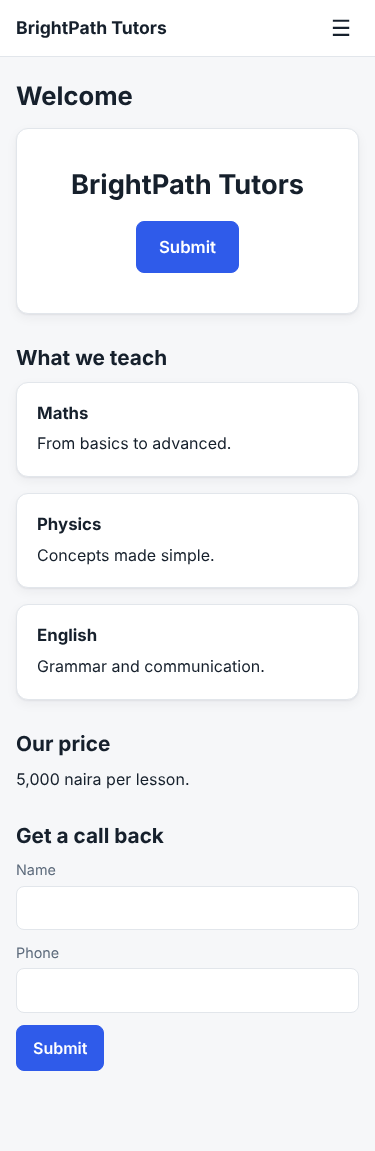 BrightPath Tutors ☰
Welcome
BrightPath Tutors
Submit
What we teach
Maths
From basics to advanced.
Physics
Concepts made simple.
English
Grammar and communication.
Our price
5,000 naira per lesson.
Get a call back
Name
Phone
Submit